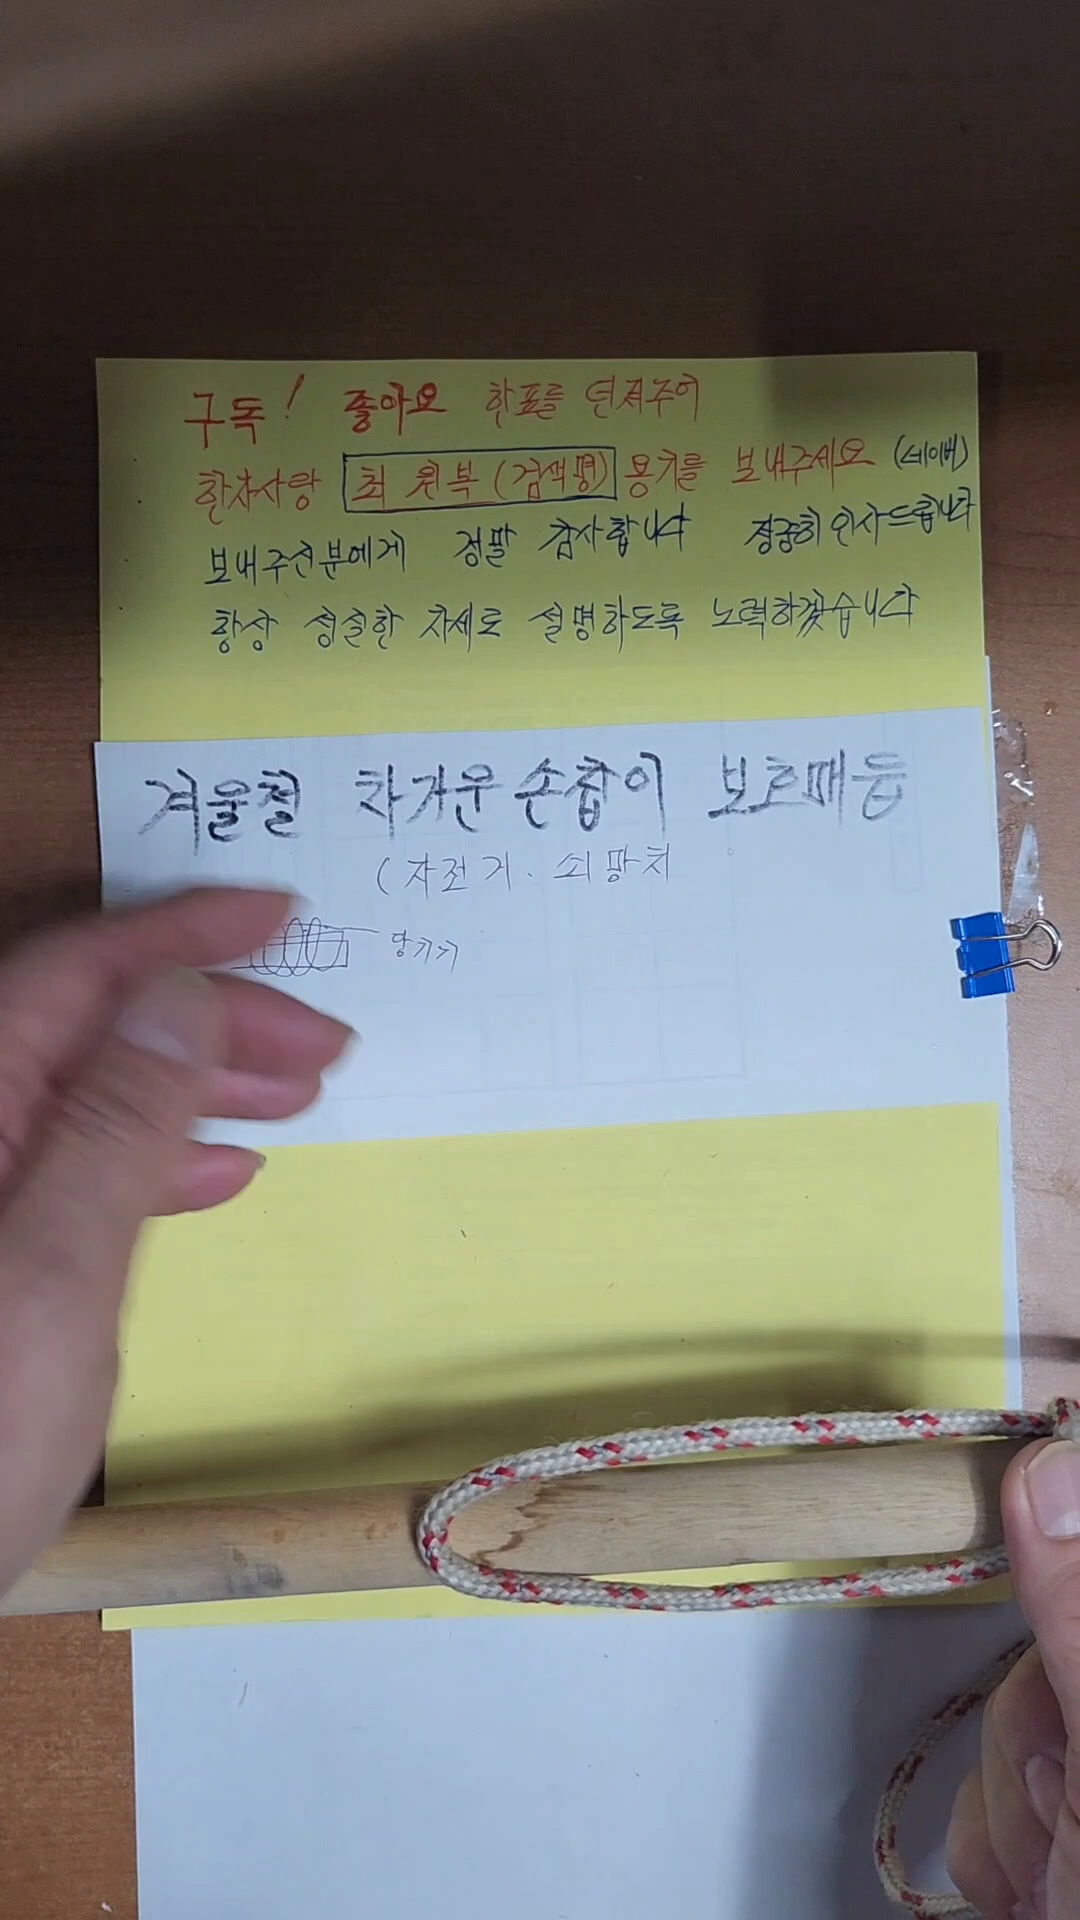 구독! 좋아요 한표를 던져주어
한자사랑 최원복(검색명) 용기를 보내주세요 (네이버)
보내주신분에게 정말 감사합니다 정중히 인사드립니다
항상 성실한 자세로 설명하도록 노력하겠습니다
겨울철 차가운 손잡이 보호매듭
(자전거. 쇠망치
당기기